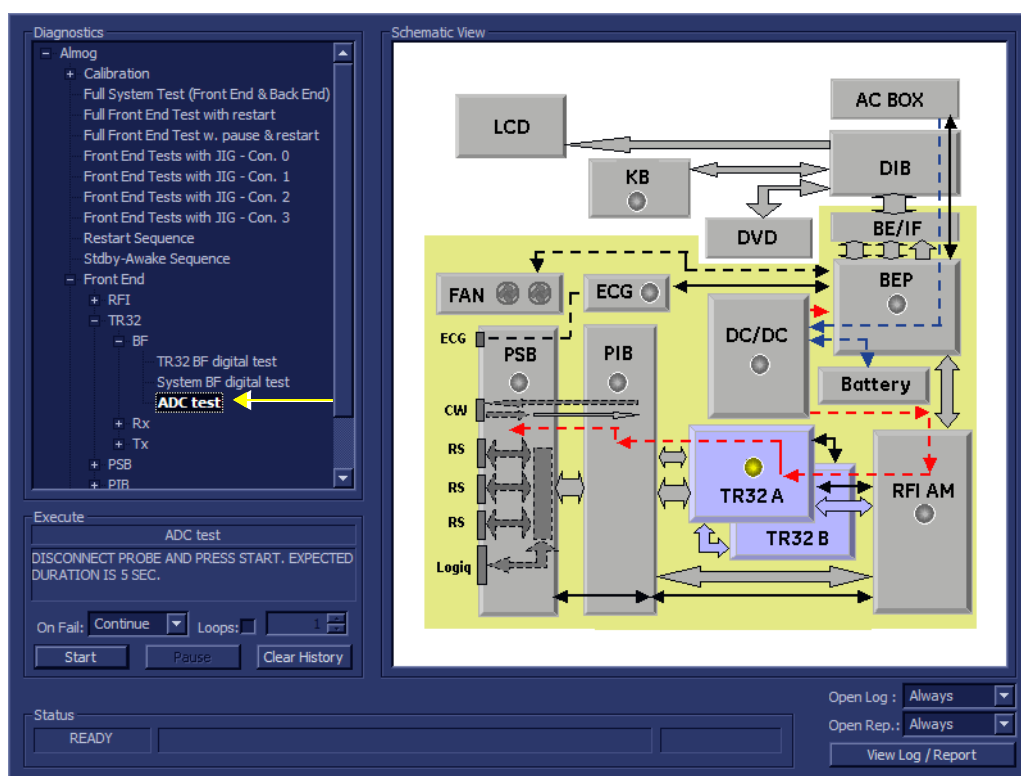 Diagnostics
Almog
Calibration
Full System Test (Front End & Back End)
Full Front End Test with restart
Full Front End Test w. pause & restart
Front End Tests with JIG - Con. 0
Front End Tests with JIG - Con. 1
Front End Tests with JIG - Con. 2
Front End Tests with JIG - Con. 3
Restart Sequence
Stdby-Awake Sequence
Front End
RFI
TR32
BF
TR32 BF digital test
System BF digital test
ADC test
Rx
Tx
PSB
PIB
Execute
ADC test
DISCONNECT PROBE AND PRESS START. EXPECTED
DURATION IS 5 SEC.
On Fail: Continue Loops: 1
Start Pause Clear History
Schematic View
LCD
AC BOX
DIB
KB
DVD
BE/IF
BEP
FAN
ECG
DC/DC
Battery
ECG
PSB
PIB
CW
RS
RS
RS
Logiq
TR32 A
TR32 B
RFI AM
Status
READY
Open Log : Always
Open Rep.: Always
View Log / Report